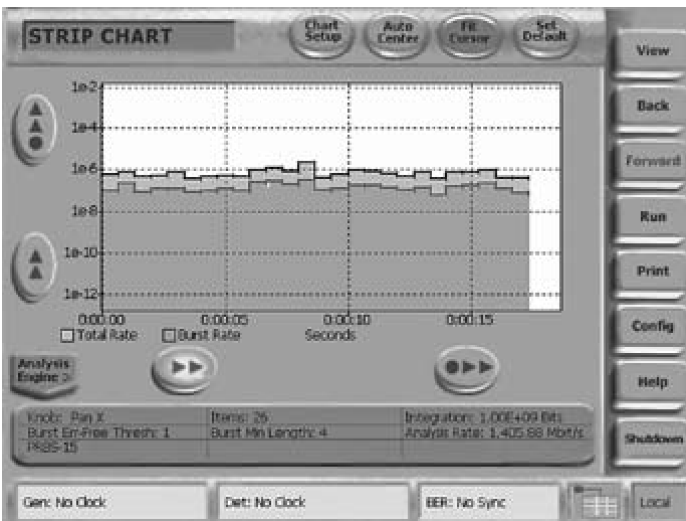 STRIP CHART
Chart Setup
Auto Center
Fit Cursor
Set Default
View
Back
Forward
Run
Print
Config
Help
Shutdown
1e-2
1e-4
1e-6
1e-8
1e-10
1e-12
0:00:00 0:00:05 0:00:10 0:00:15
Total Rate Burst Rate Seconds
Analysis Engine >
Knob: Pan X Items: 26 Integration: 1.00E+09 Bits
Burst Err-Free Thresh: 1 Burst Min Length: 4 Analysis Rate: 1,405.88 Mbit/s
PRBS-15
Gen: No Clock Det: No Clock BER: No Sync Local